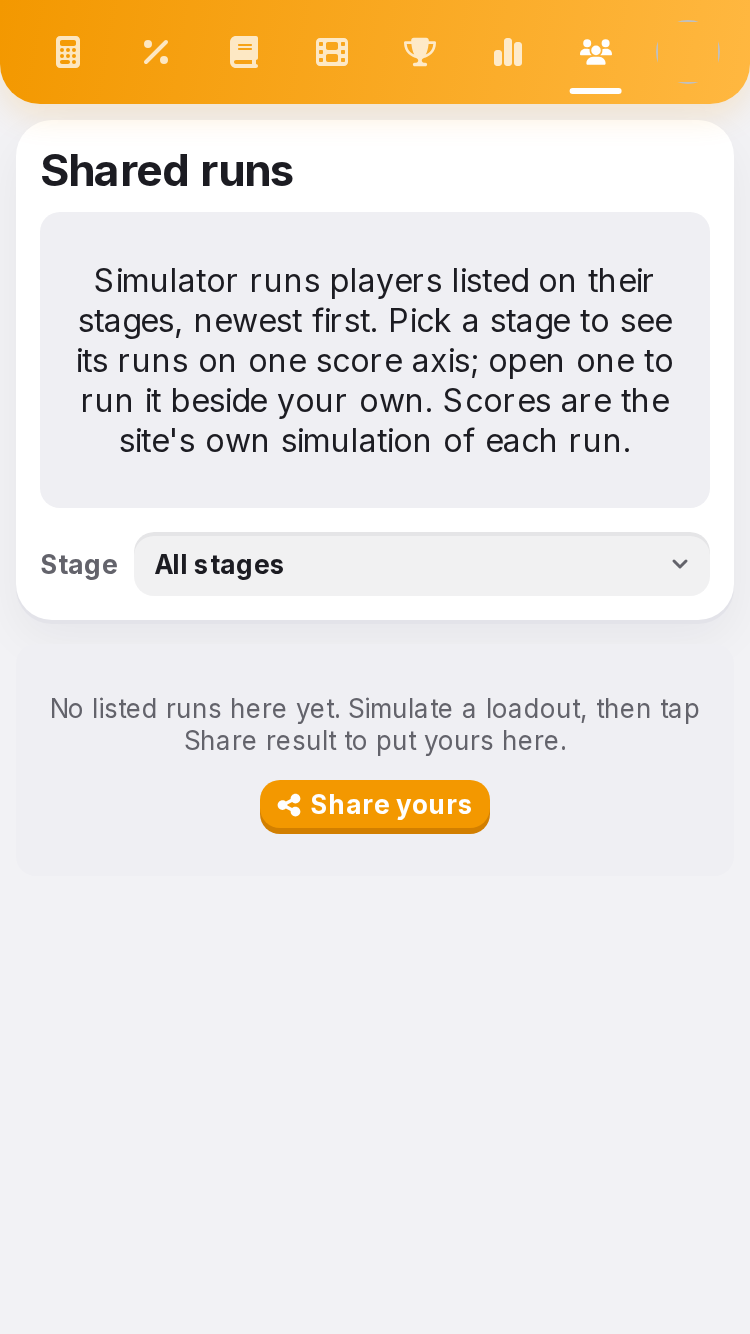 Shared runs
Simulator runs players listed on their
stages, newest first. Pick a stage to see
its runs on one score axis; open one to
run it beside your own. Scores are the
site's own simulation of each run.
Stage
All stages
No listed runs here yet. Simulate a loadout, then tap
Share result to put yours here.
Share yours